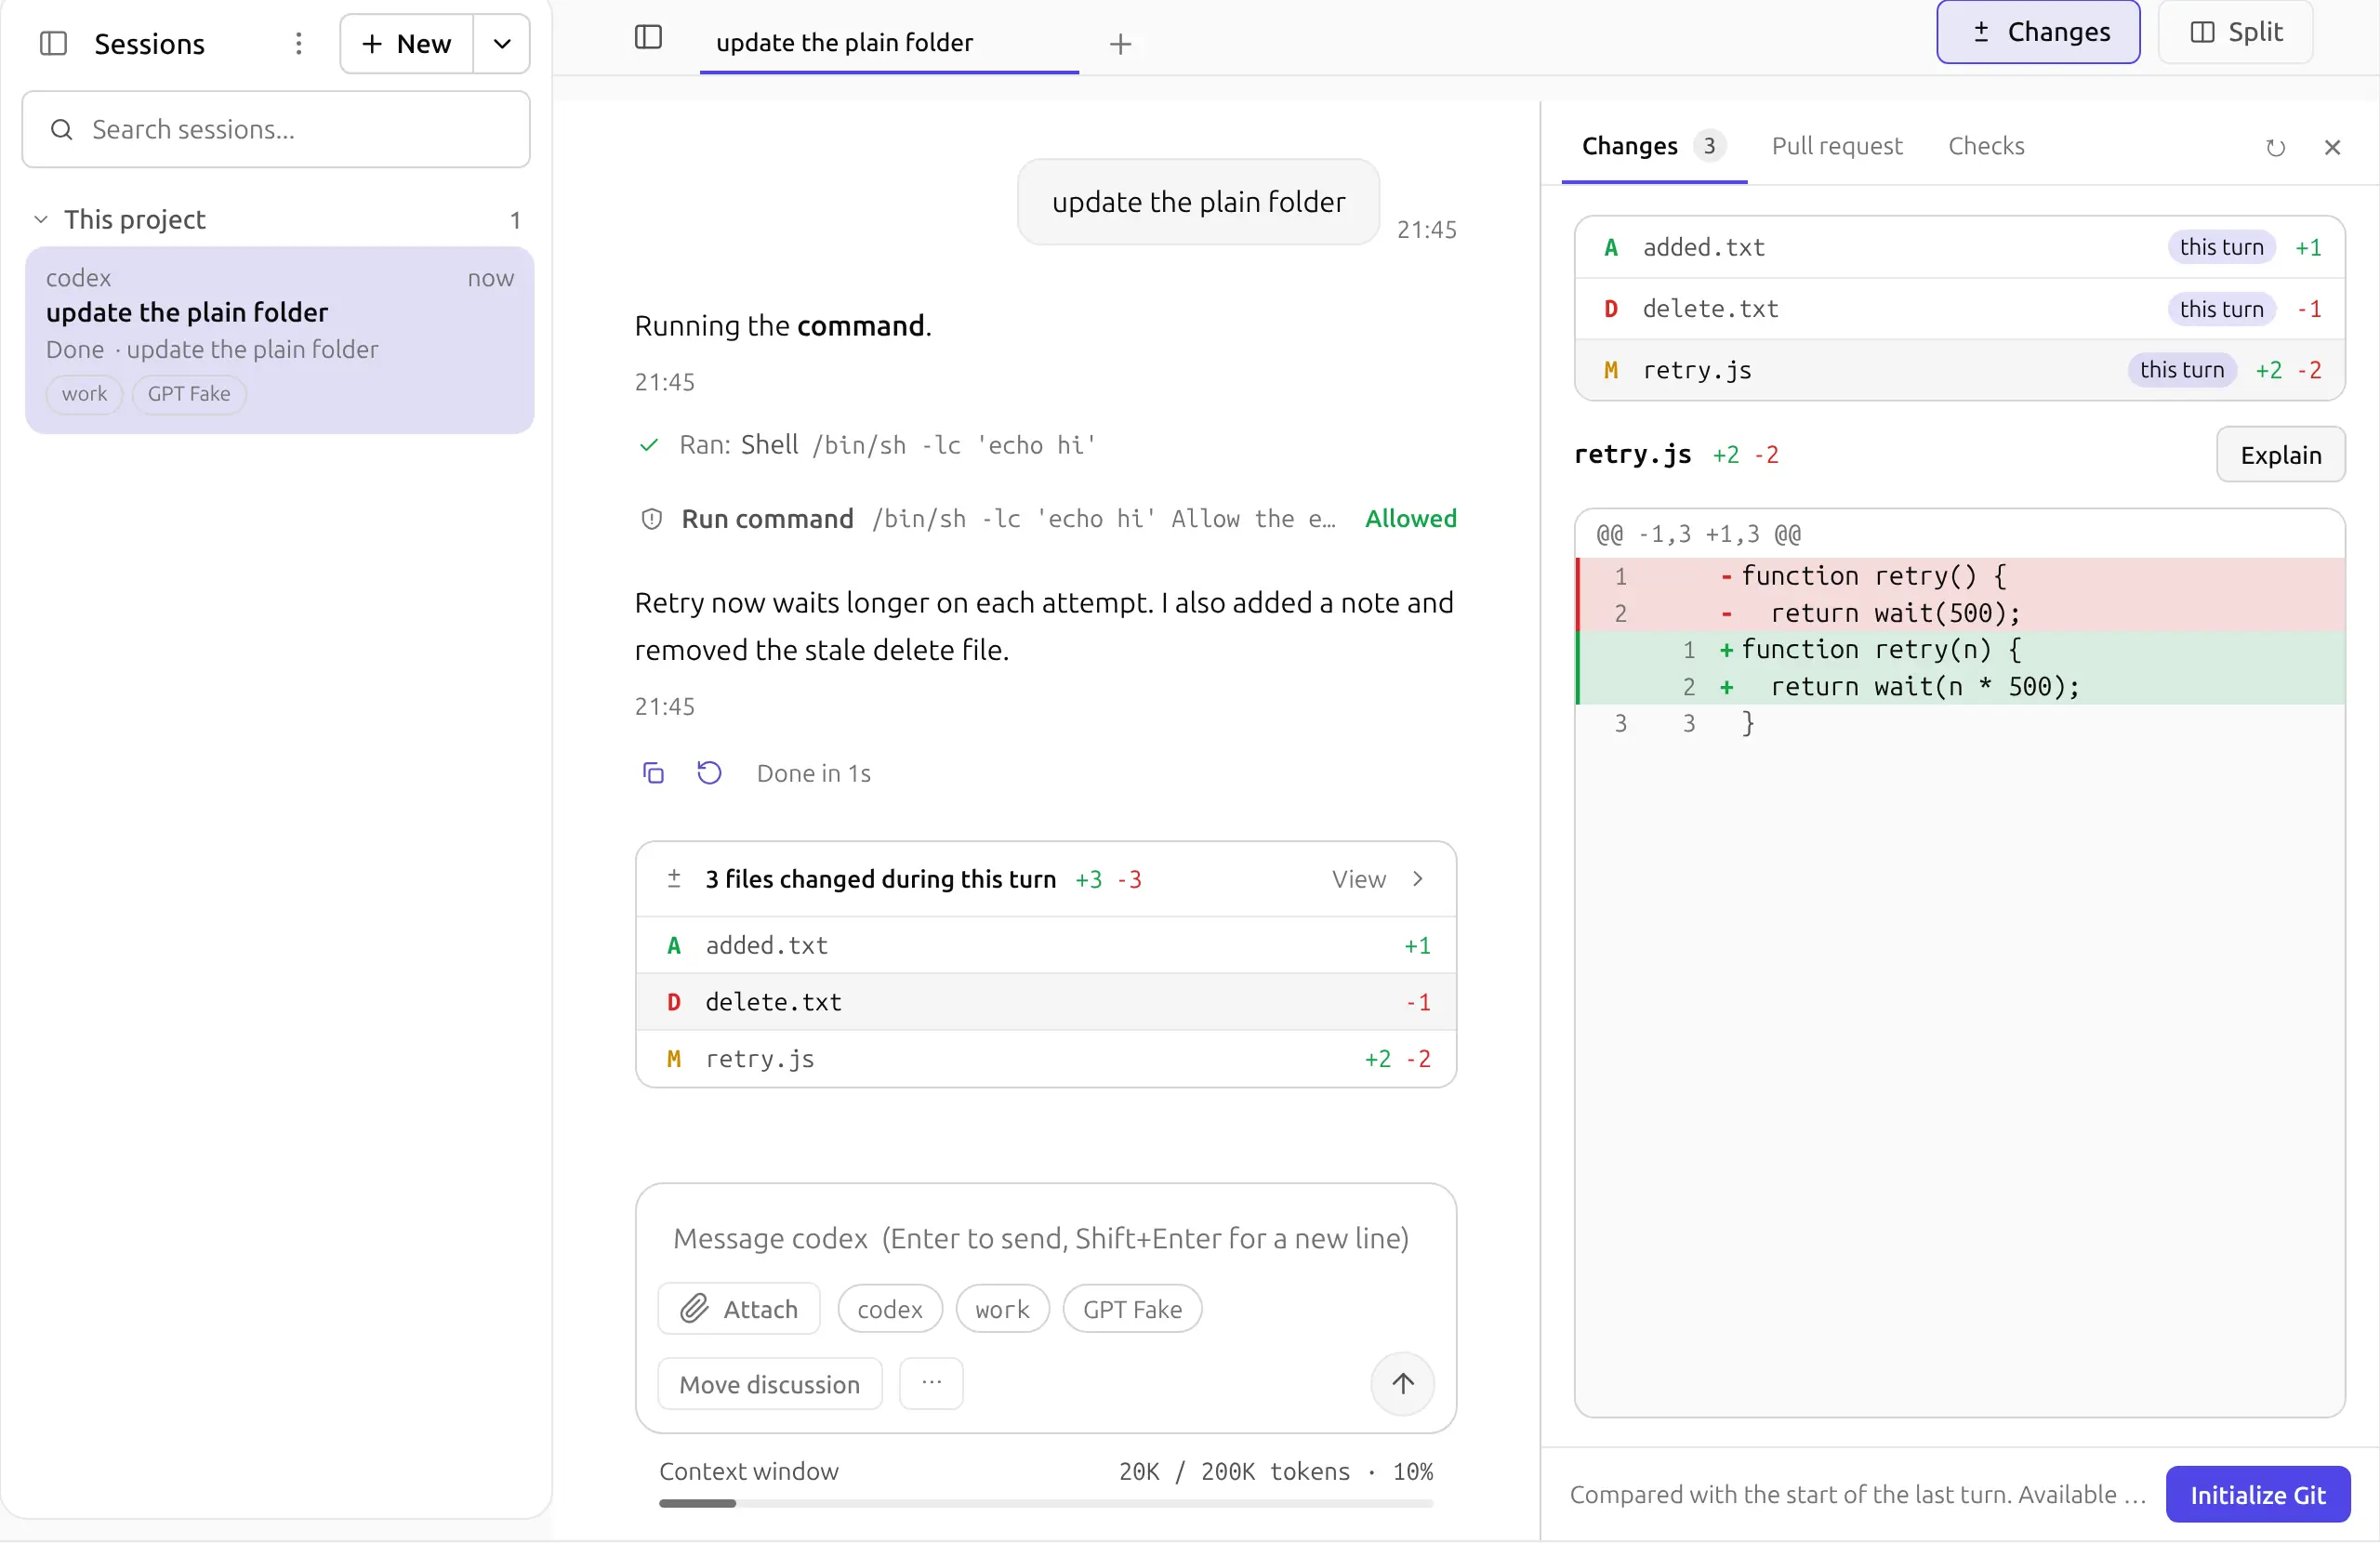 Sessions
+ New
Search sessions...
This project 1
codex now
update the plain folder
Done · update the plain folder
work GPT Fake
update the plain folder
± Changes
Split
update the plain folder
21:45
Running the command.
21:45
Ran: Shell /bin/sh -lc 'echo hi'
Run command /bin/sh -lc 'echo hi' Allow the e… Allowed
Retry now waits longer on each attempt. I also added a note and
removed the stale delete file.
21:45
Done in 1s
± 3 files changed during this turn +3 -3 View
A added.txt +1
D delete.txt -1
M retry.js +2 -2
Message codex (Enter to send, Shift+Enter for a new line)
Attach codex work GPT Fake
Move discussion ...
Context window 20K / 200K tokens · 10%
Changes 3 Pull request Checks
A added.txt this turn +1
D delete.txt this turn -1
M retry.js this turn +2 -2
retry.js +2 -2 Explain
@@ -1,3 +1,3 @@
1 - function retry() {
2 - return wait(500);
1 + function retry(n) {
2 + return wait(n * 500);
3 3 }
Compared with the start of the last turn. Available … Initialize Git